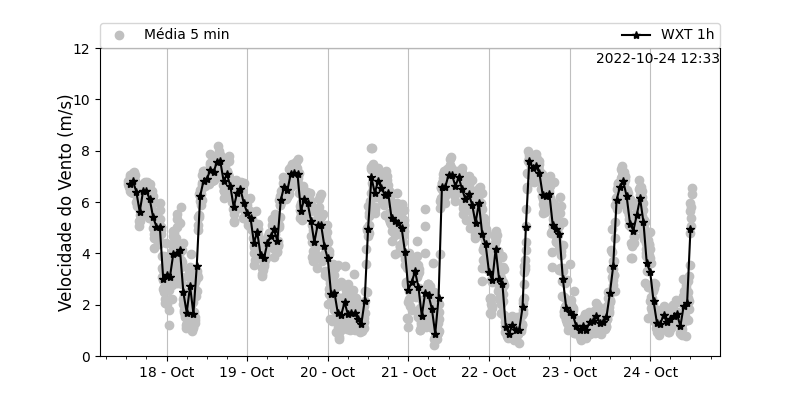 Média 5 min
WXT 1h
2022-10-24 12:33
Velocidade do Vento (m/s)
12
10
8
6
4
2
0
18 - Oct
19 - Oct
20 - Oct
21 - Oct
22 - Oct
23 - Oct
24 - Oct